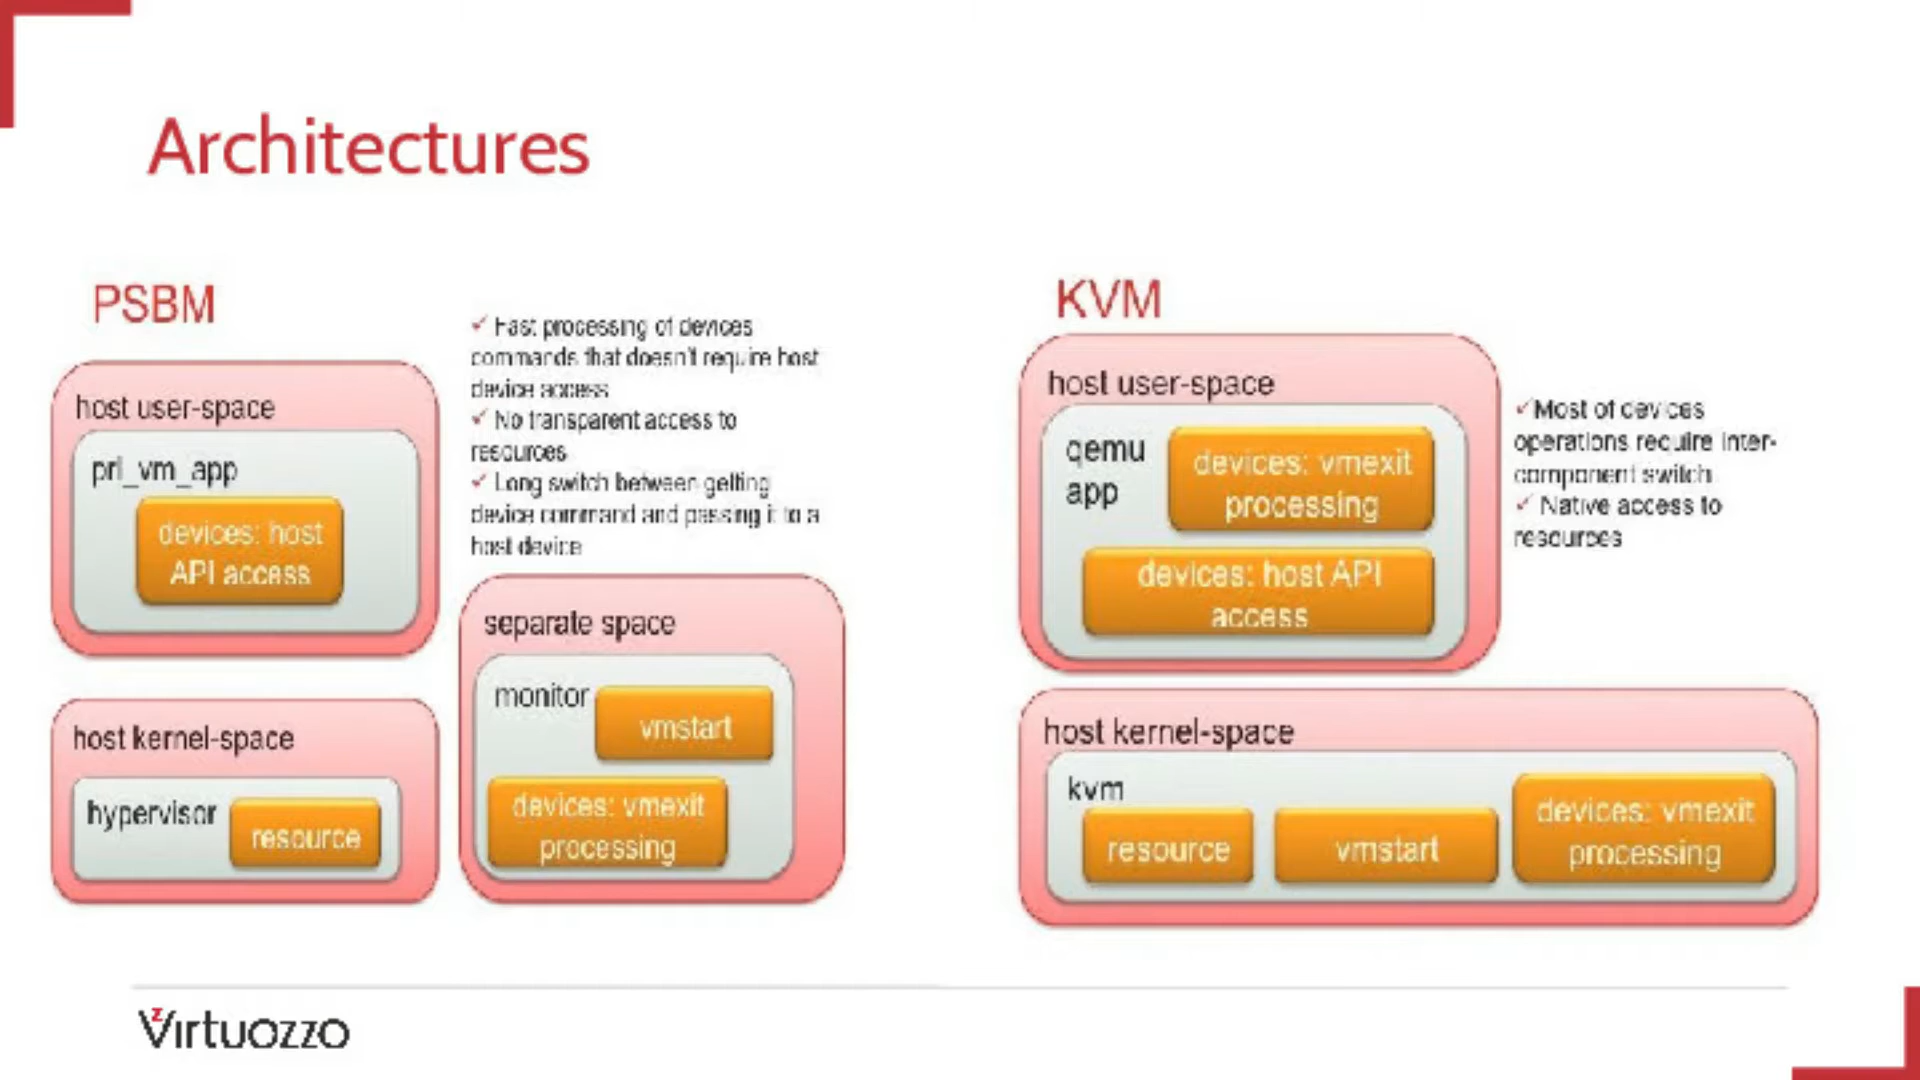 Architectures
PSBM
host user-space
prl_vm_app
devices: host
API access
host kernel-space
hypervisor
resource
✓ Fast processing of devices
commands that doesn't require host
device access
✓ No transparent access to
resources
✓ Long switch between getting
device command and passing it to a
host device
separate space
monitor
vmstart
devices: vmexit
processing
KVM
host user-space
qemu
app
devices: vmexit
processing
devices: host API
access
✓Most of devices
operations require inter-
component switch
✓ Native access to
resources
host kernel-space
kvm
resource
vmstart
devices: vmexit
processing
Virtuozzo